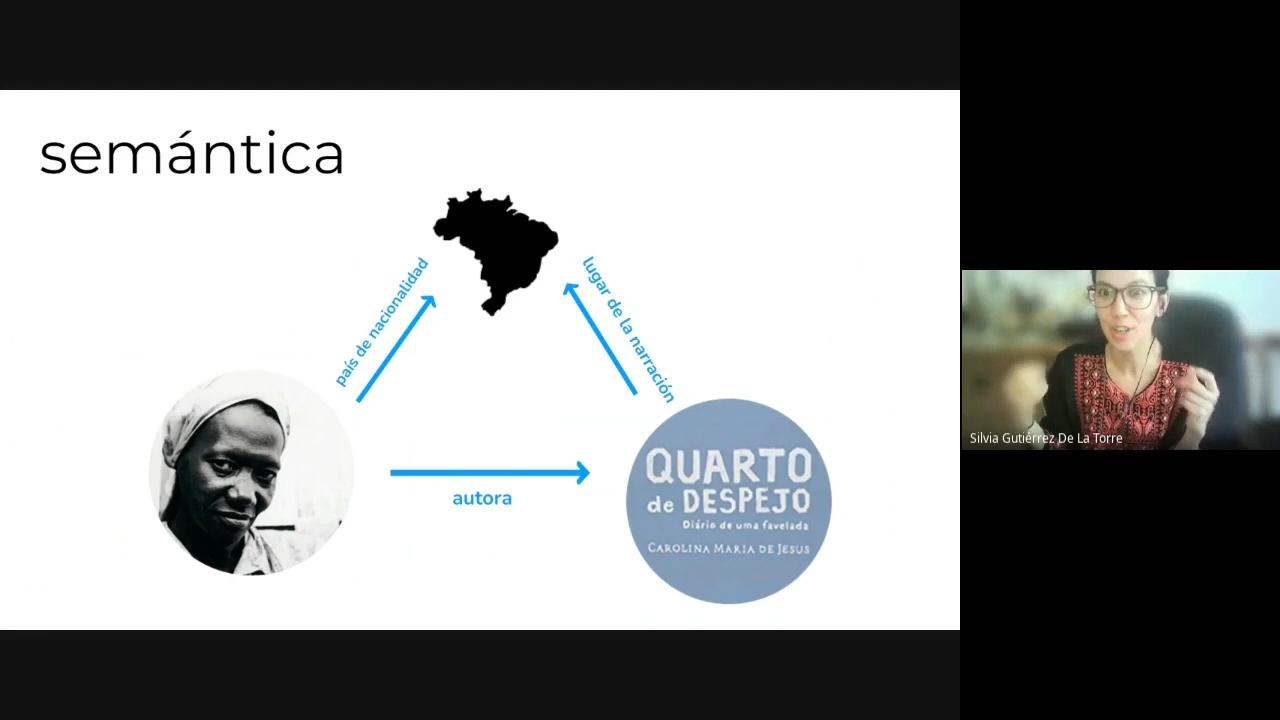 semántica
país de nacionalidad
lugar de la narración
autora
QUARTO
de DESPEJO
Diário de uma favelada
CAROLINA MARIA DE JESUS
Silvia Gutiérrez De La Torre